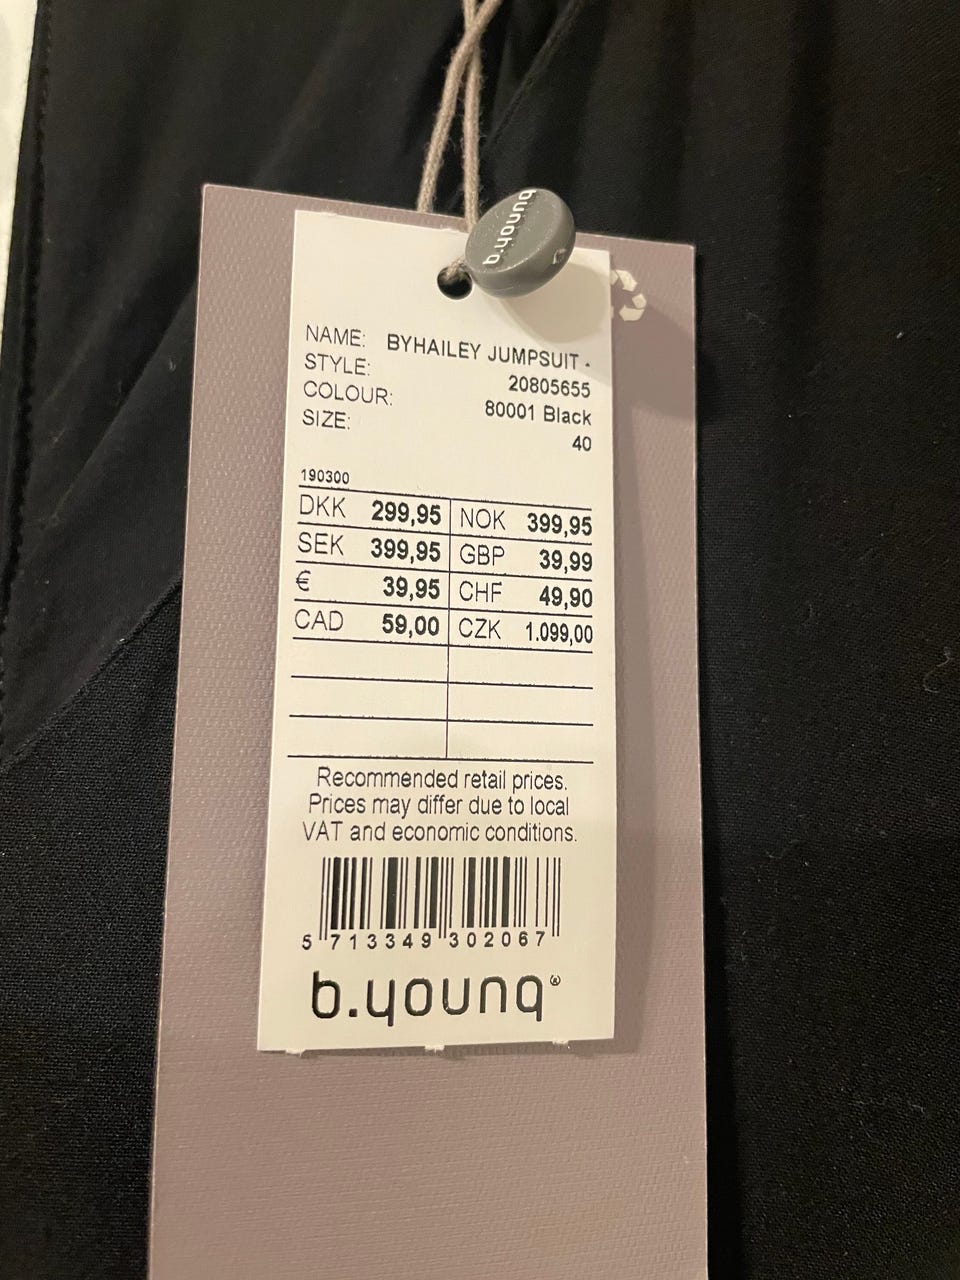 b.young
NAME: BYHAILEY JUMPSUIT -
STYLE: 20805655
COLOUR: 80001 Black
SIZE: 40
190300
DKK 299,95 NOK 399,95
SEK 399,95 GBP 39,99
€ 39,95 CHF 49,90
CAD 59,00 CZK 1.099,00
Recommended retail prices.
Prices may differ due to local
VAT and economic conditions.
5 713349 302067
b.young®